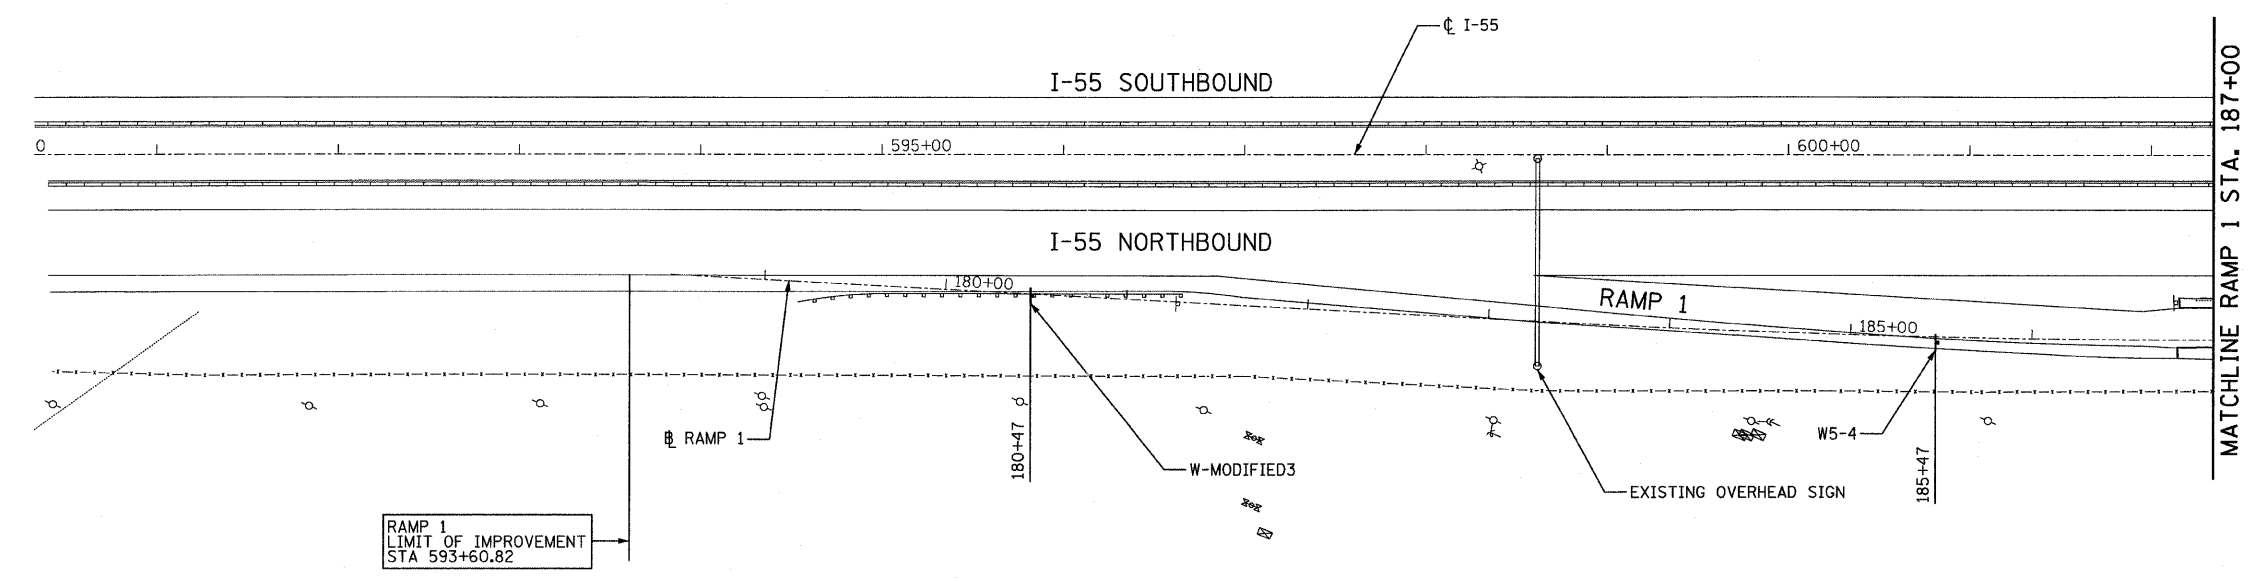 ℄ I-55
I-55 SOUTHBOUND
0
595+00
600+00
I-55 NORTHBOUND
180+00
RAMP 1
185+00
MATCHLINE RAMP 1 STA. 187+00
BL RAMP 1
180+47
W-MODIFIED3
W5-4
185+47
EXISTING OVERHEAD SIGN
RAMP 1
LIMIT OF IMPROVEMENT
STA 593+60.82